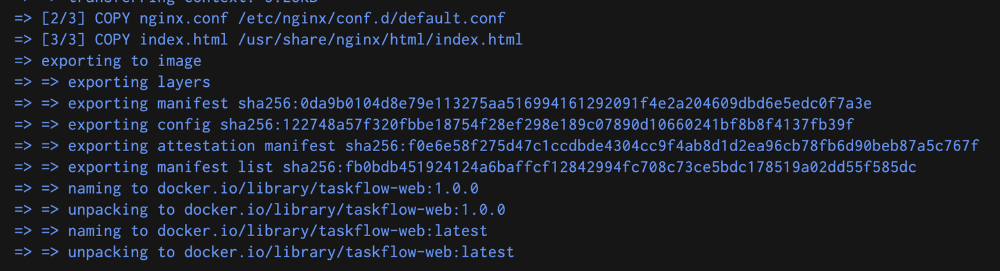 => => transferring context:
=> [2/3] COPY nginx.conf /etc/nginx/conf.d/default.conf
=> [3/3] COPY index.html /usr/share/nginx/html/index.html
=> exporting to image
=> => exporting layers
=> => exporting manifest sha256:0da9b0104d8e79e113275aa516994161292091f4e2a204609dbd6e5edc0f7a3e
=> => exporting config sha256:122748a57f320fbbe18754f28ef298e189c07890d10660241bf8b8f4137fb39f
=> => exporting attestation manifest sha256:f0e6e58f275d47c1ccdbde4304cc9f4ab8d1d2ea96cb78fb6d90beb87a5c767f
=> => exporting manifest list sha256:fb0bdb451924124a6baffcf12842994fc708c73ce5bdc178519a02dd55f585dc
=> => naming to docker.io/library/taskflow-web:1.0.0
=> => unpacking to docker.io/library/taskflow-web:1.0.0
=> => naming to docker.io/library/taskflow-web:latest
=> => unpacking to docker.io/library/taskflow-web:latest